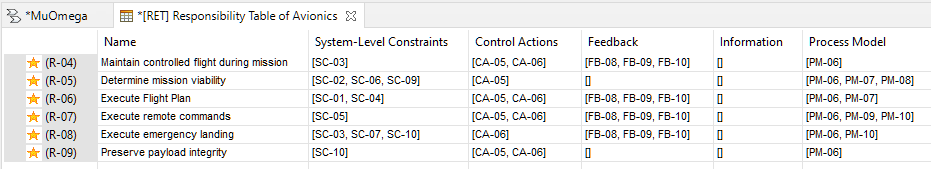 *MuOmega *[RET] Responsibility Table of Avionics
Name System-Level Constraints Control Actions Feedback Information Process Model
(R-04) Maintain controlled flight during mission [SC-03] [CA-05, CA-06] [FB-08, FB-09, FB-10] [] [PM-06]
(R-05) Determine mission viability [SC-02, SC-06, SC-09] [CA-05] [] [] [PM-06, PM-07, PM-08]
(R-06) Execute Flight Plan [SC-01, SC-04] [CA-05, CA-06] [FB-08, FB-09, FB-10] [] [PM-06, PM-07]
(R-07) Execute remote commands [SC-05] [CA-05, CA-06] [FB-08, FB-09, FB-10] [] [PM-06, PM-09, PM-10]
(R-08) Execute emergency landing [SC-03, SC-07, SC-10] [CA-06] [FB-08, FB-09, FB-10] [] [PM-06, PM-10]
(R-09) Preserve payload integrity [SC-10] [CA-05, CA-06] [] [] [PM-06]